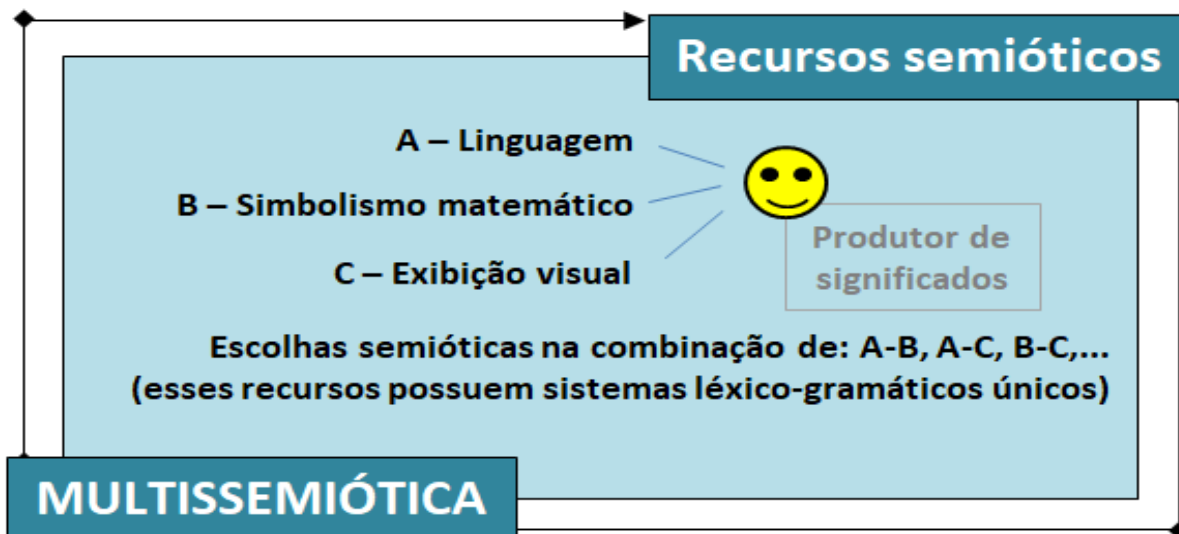 Recursos semióticos
A – Linguagem
B – Simbolismo matemático
C – Exibição visual
Produtor de
significados
Escolhas semióticas na combinação de: A-B, A-C, B-C,...
(esses recursos possuem sistemas léxico-gramáticos únicos)
MULTISSEMIÓTICA